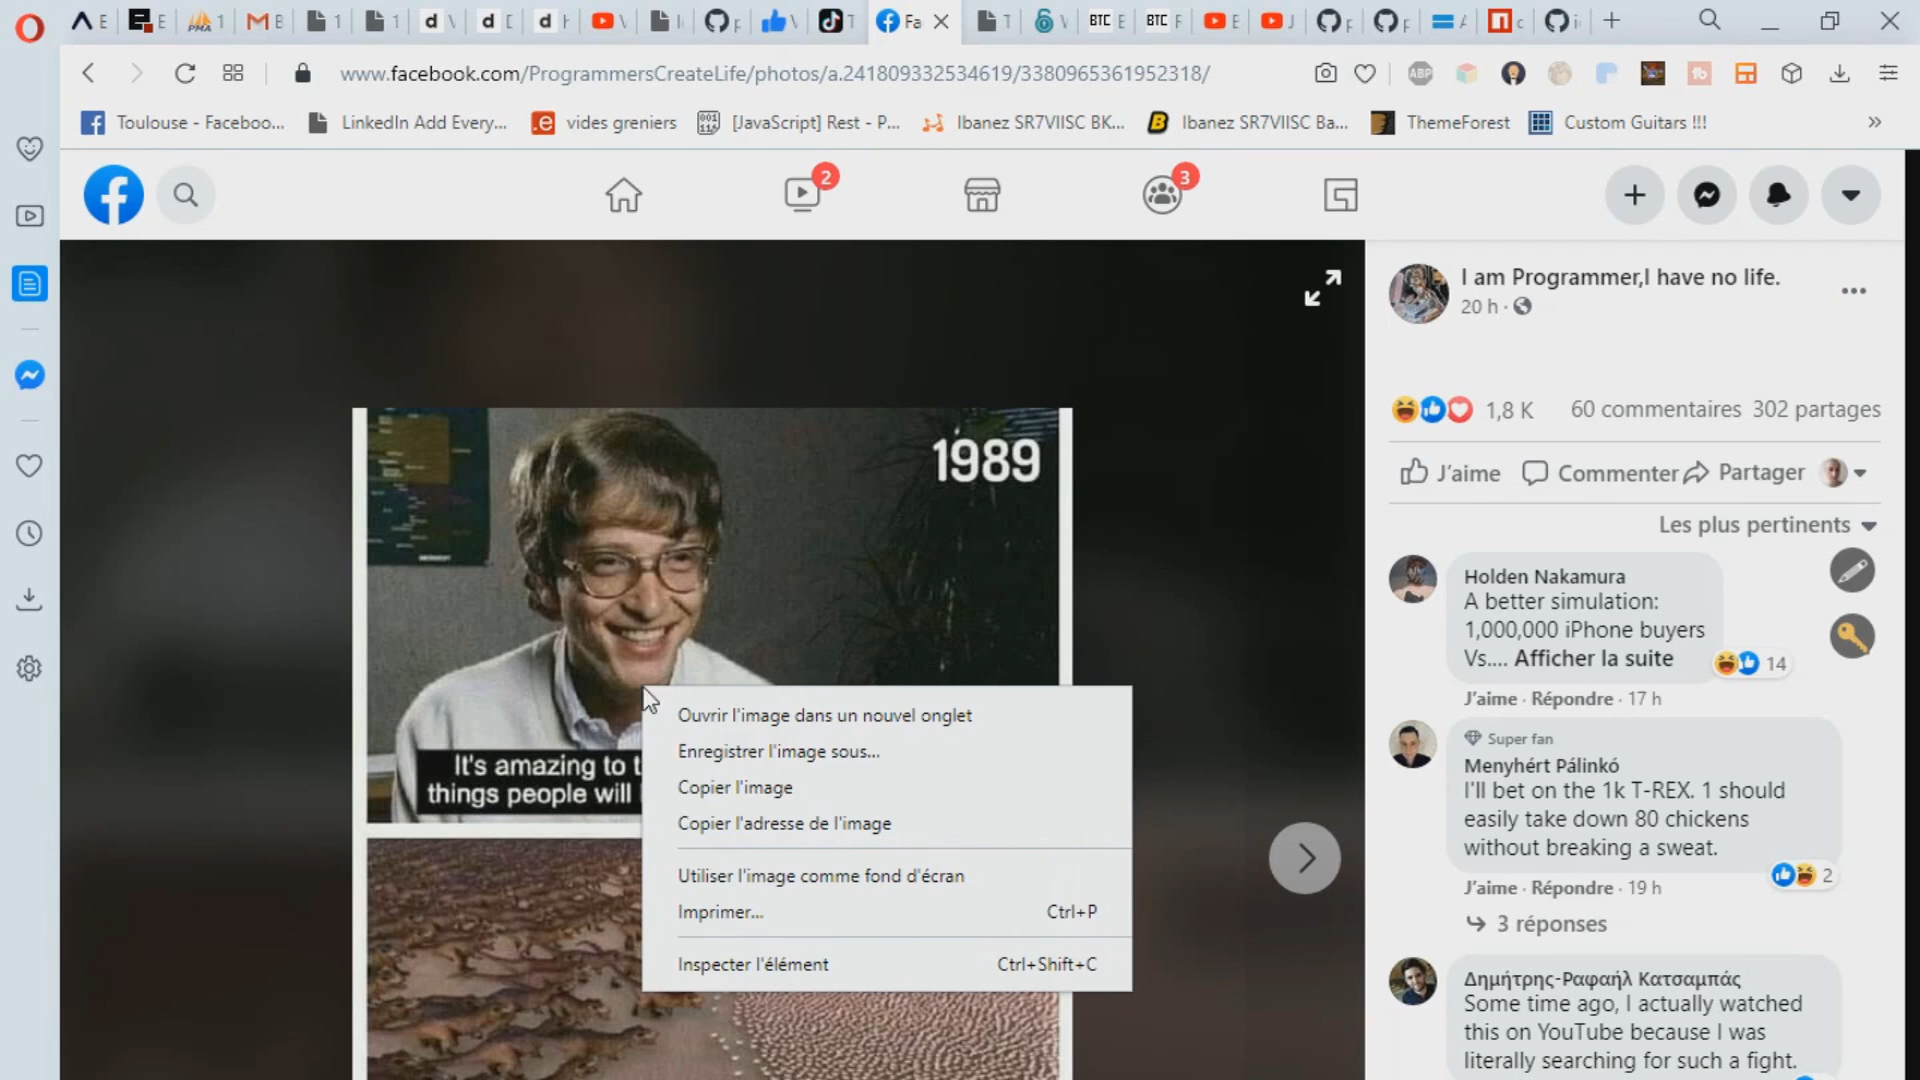 E
E
1
B
1
1
V
D
H
V
I
p
V
T
Fa
T
V
E
F
E
J
p
p
A
c
i
www.facebook.com/ProgrammersCreateLife/photos/a.241809332534619/3380965361952318/
Toulouse - Faceboo...
LinkedIn Add Every...
vides greniers
[JavaScript] Rest - P...
Ibanez SR7VIISC BK...
Ibanez SR7VIISC Ba...
ThemeForest
Custom Guitars !!!
2
3
I am Programmer,I have no life.
20 h ·
1,8 K 60 commentaires 302 partages
J'aime Commenter Partager
Les plus pertinents
1989
It's amazing to t
things people will
Ouvrir l'image dans un nouvel onglet
Enregistrer l'image sous...
Copier l'image
Copier l'adresse de l'image
Utiliser l'image comme fond d'écran
Imprimer... Ctrl+P
Inspecter l'élément Ctrl+Shift+C
Holden Nakamura
A better simulation:
1,000,000 iPhone buyers
Vs.... Afficher la suite
14
J'aime · Répondre · 17 h
Super fan
Menyhért Pálinkó
I'll bet on the 1k T-REX. 1 should
easily take down 80 chickens
without breaking a sweat.
2
J'aime · Répondre · 19 h
3 réponses
Δημήτρης-Ραφαήλ Κατσαμπάς
Some time ago, I actually watched
this on YouTube because I was
literally searching for such a fight.